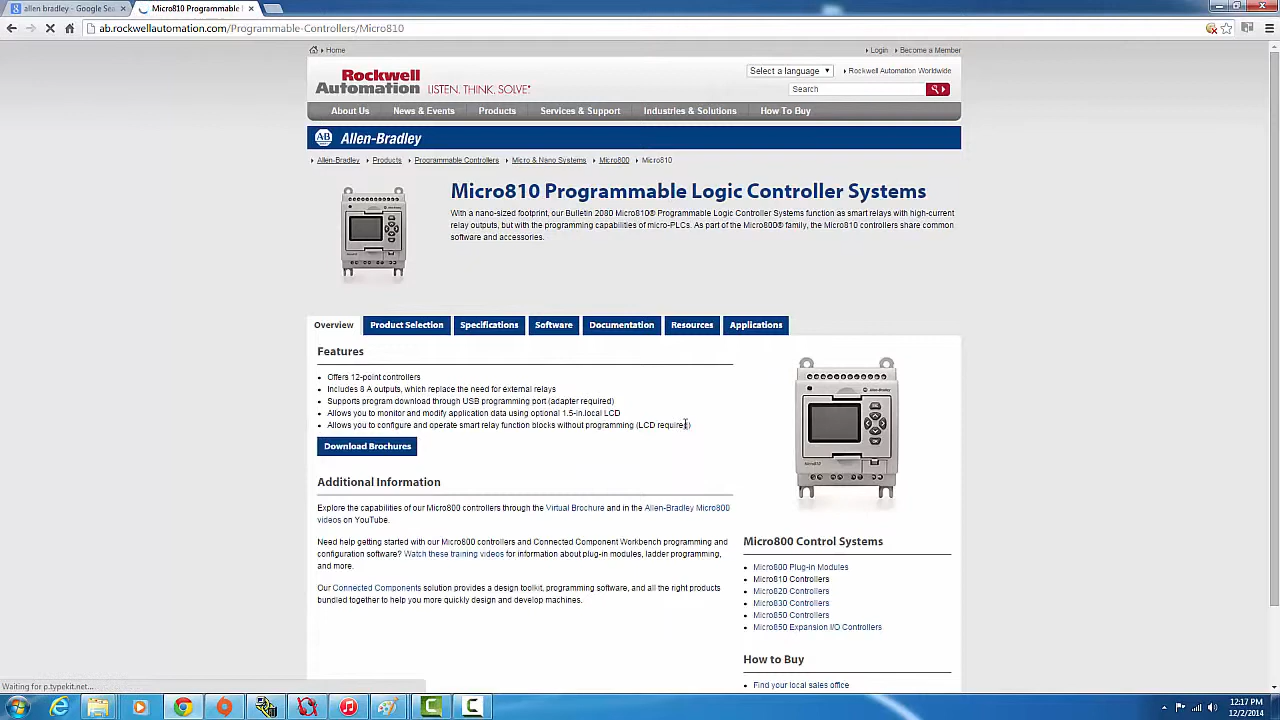 allen bradley - Google Sea
Micro810 Programmable
ab.rockwellautomation.com/Programmable-Controllers/Micro810
Home
Login
Become a Member
Rockwell
Automation
LISTEN. THINK. SOLVE.®
Select a language
Rockwell Automation Worldwide
Search
About Us
News & Events
Products
Services & Support
Industries & Solutions
How To Buy
AB
Allen-Bradley
Allen-Bradley
Products
Programmable Controllers
Micro & Nano Systems
Micro800
Micro810
Micro810 Programmable Logic Controller Systems
With a nano-sized footprint, our Bulletin 2080 Micro810® Programmable Logic Controller Systems function as smart relays with high-current
relay outputs, but with the programming capabilities of micro-PLCs. As part of the Micro800® family, the Micro810 controllers share common
software and accessories.
Overview
Product Selection
Specifications
Software
Documentation
Resources
Applications
Features
Offers 12-point controllers
Includes 8 A outputs, which replace the need for external relays
Supports program download through USB programming port (adapter required)
Allows you to monitor and modify application data using optional 1.5-in.local LCD
Allows you to configure and operate smart relay function blocks without programming (LCD required)
Download Brochures
Additional Information
Explore the capabilities of our Micro800 controllers through the Virtual Brochure and in the Allen-Bradley Micro800
videos on YouTube.
Need help getting started with our Micro800 controllers and Connected Component Workbench programming and
configuration software? Watch these training videos for information about plug-in modules, ladder programming,
and more.
Our Connected Components solution provides a design toolkit, programming software, and all the right products
bundled together to help you more quickly design and develop machines.
Allen-Bradley
Micro810
Micro800 Control Systems
Micro800 Plug-in Modules
Micro810 Controllers
Micro820 Controllers
Micro830 Controllers
Micro850 Controllers
Micro850 Expansion I/O Controllers
How to Buy
Find your local sales office
Waiting for p.typekit.net...
12:17 PM
12/2/2014